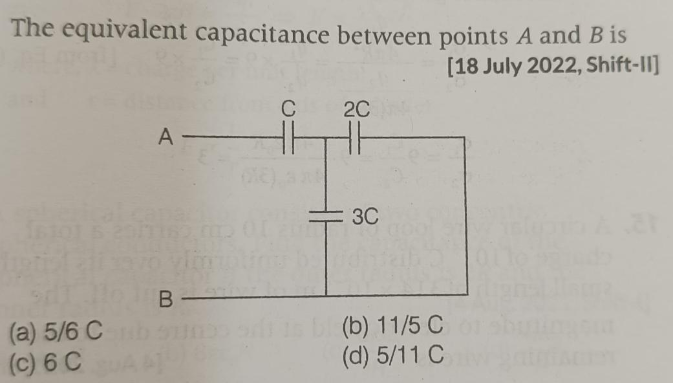 The equivalent capacitance between points A and B is
[18 July 2022, Shift-II]
C 2C
A
3C
B
(a) 5/6 C (b) 11/5 C
(c) 6 C (d) 5/11 C